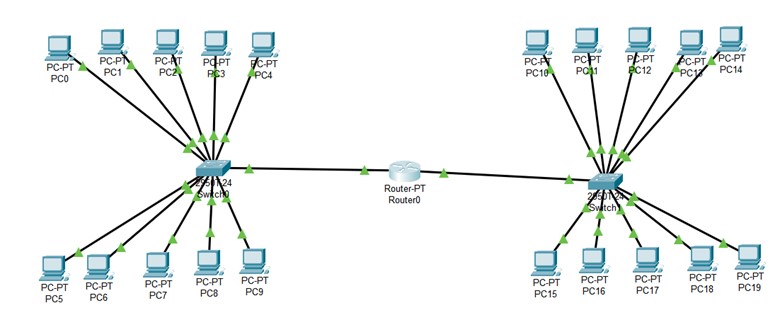 PC-PT
PC0
PC-PT
PC1
PC-PT
PC2
PC-PT
PC3
PC-PT
PC4
PC-PT
PC10
PC-PT
PC11
PC-PT
PC12
PC-PT
PC13
PC-PT
PC14
2950T-24
Switch0
Router-PT
Router0
2950T-24
Switch1
PC-PT
PC5
PC-PT
PC6
PC-PT
PC7
PC-PT
PC8
PC-PT
PC9
PC-PT
PC15
PC-PT
PC16
PC-PT
PC17
PC-PT
PC18
PC-PT
PC19